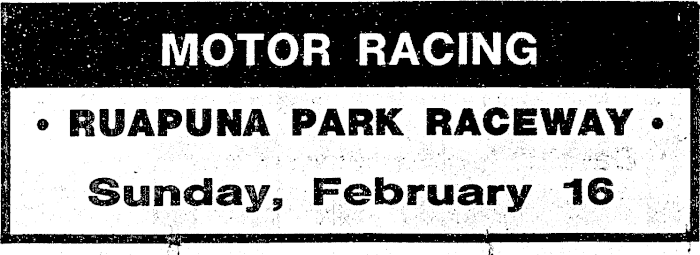 MOTOR RACING
• RUAPUNA PARK RACEWAY •
Sunday, February 16